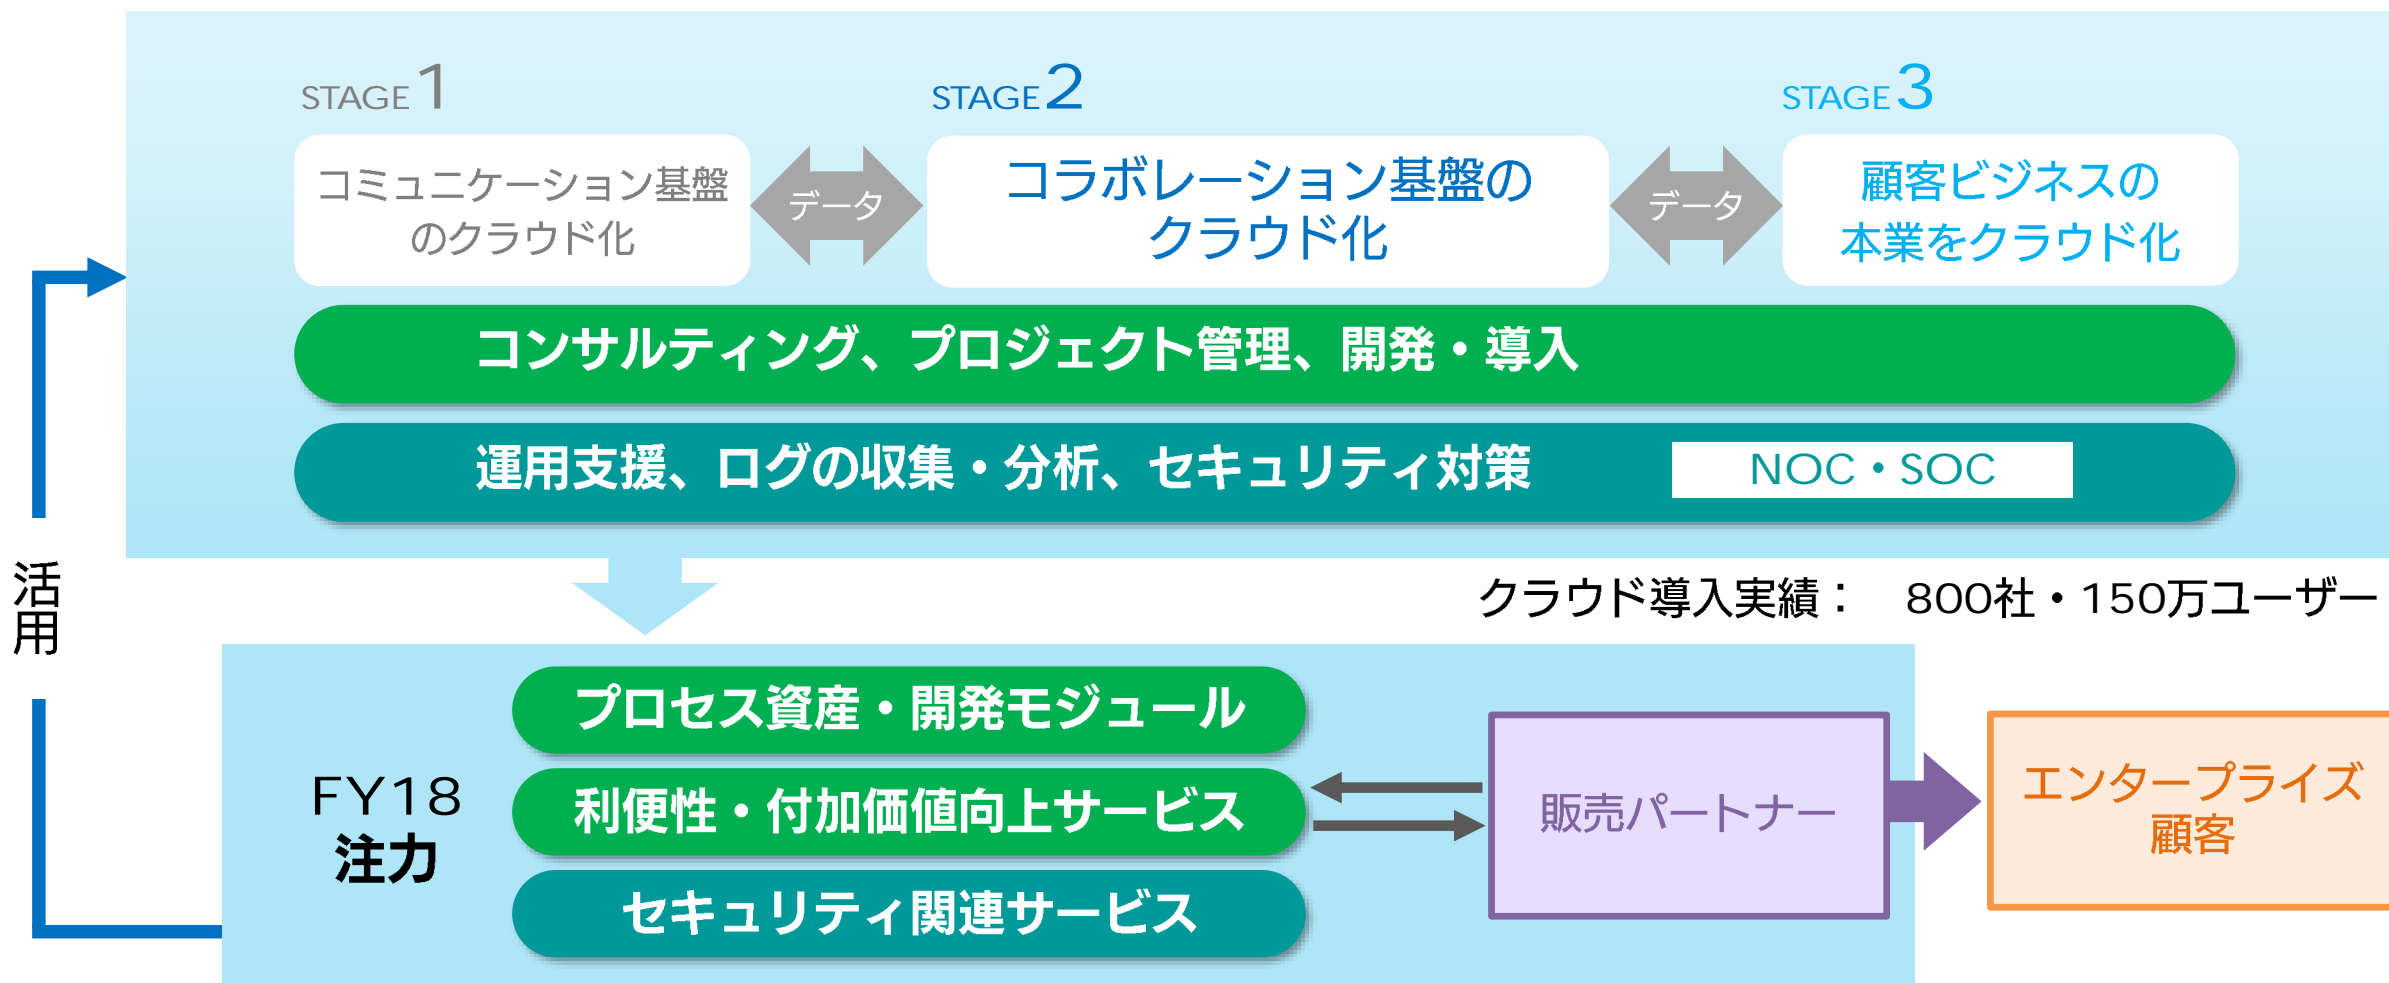 STAGE1
コミュニケーション基盤
のクラウド化
データ
STAGE2
コラボレーション基盤の
クラウド化
データ
STAGE3
顧客ビジネスの
本業をクラウド化
コンサルティング、プロジェクト管理、開発・導入
運用支援、ログの収集・分析、セキュリティ対策
NOC・SOC
活用
クラウド導入実績： 800社・150万ユーザー
FY18
注力
プロセス資産・開発モジュール
利便性・付加価値向上サービス
セキュリティ関連サービス
販売パートナー
エンタープライズ
顧客